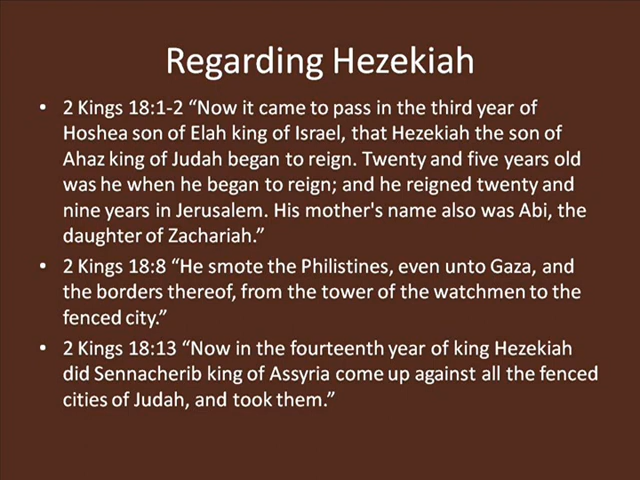 Regarding Hezekiah
• 2 Kings 18:1-2 “Now it came to pass in the third year of
Hoshea son of Elah king of Israel, that Hezekiah the son of
Ahaz king of Judah began to reign. Twenty and five years old
was he when he began to reign; and he reigned twenty and
nine years in Jerusalem. His mother's name also was Abi, the
daughter of Zachariah.”
• 2 Kings 18:8 “He smote the Philistines, even unto Gaza, and
the borders thereof, from the tower of the watchmen to the
fenced city.”
• 2 Kings 18:13 “Now in the fourteenth year of king Hezekiah
did Sennacherib king of Assyria come up against all the fenced
cities of Judah, and took them.”